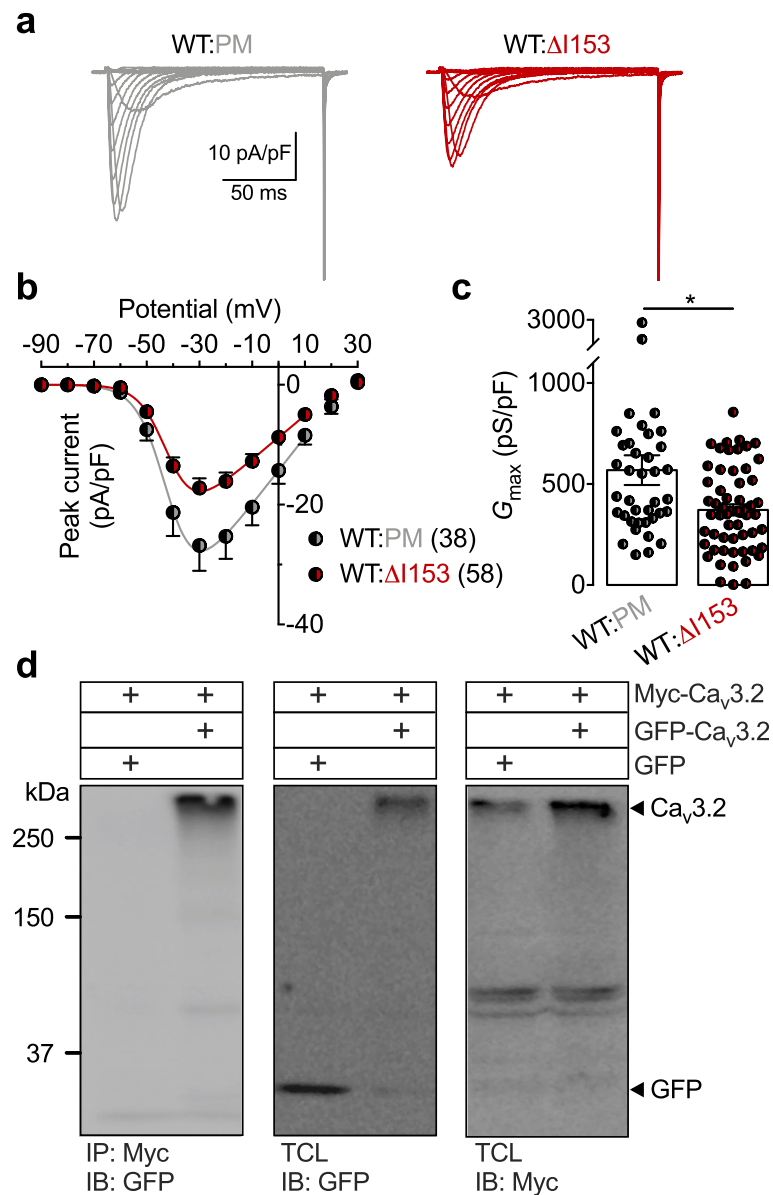 a
WT:PM
WT:ΔI153
10 pA/pF
50 ms
b
Potential (mV)
-90 -70 -50 -30 -10 10 30
0
-20
-40
Peak current
(pA/pF)
WT:PM (38)
WT:ΔI153 (58)
c
*
3000
1000
500
0
Gmax (pS/pF)
WT:PM
WT:ΔI153
d
+ + + + + + Myc-Cav3.2
+ + + GFP-Cav3.2
+ + + GFP
kDa
250
150
37
Cav3.2
GFP
IP: Myc
IB: GFP
TCL
IB: GFP
TCL
IB: Myc